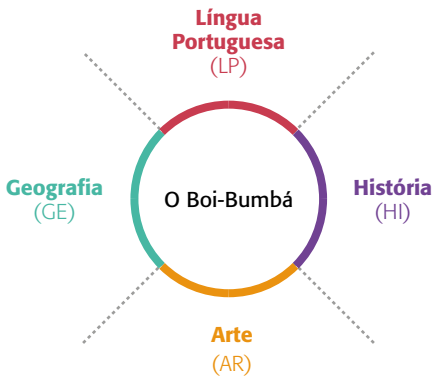 Língua
Portuguesa
(LP)
Geografia
(GE)
O Boi-Bumbá
História
(HI)
Arte
(AR)